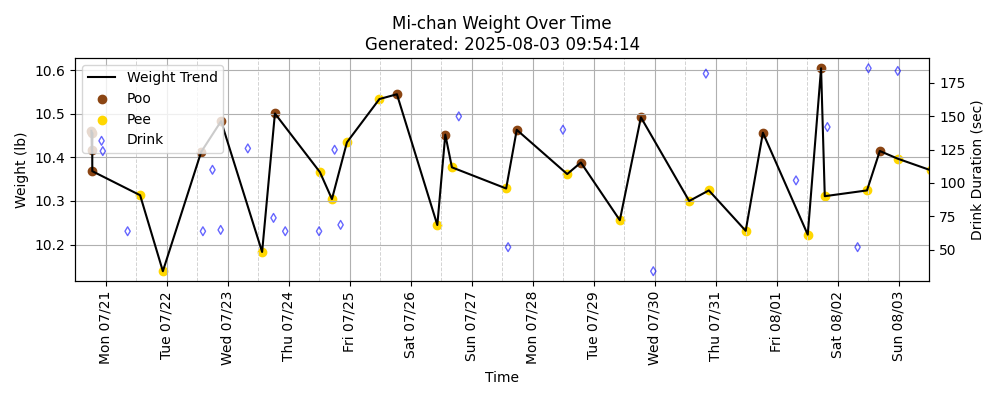 Mi-chan Weight Over Time
Generated: 2025-08-03 09:54:14
Weight Trend
Poo
Pee
Drink
Weight (lb)
10.6
10.5
10.4
10.3
10.2
175
150
125
100
75
50
Drink Duration (sec)
Mon 07/21
Tue 07/22
Wed 07/23
Thu 07/24
Fri 07/25
Sat 07/26
Sun 07/27
Mon 07/28
Tue 07/29
Wed 07/30
Thu 07/31
Fri 08/01
Sat 08/02
Sun 08/03
Time